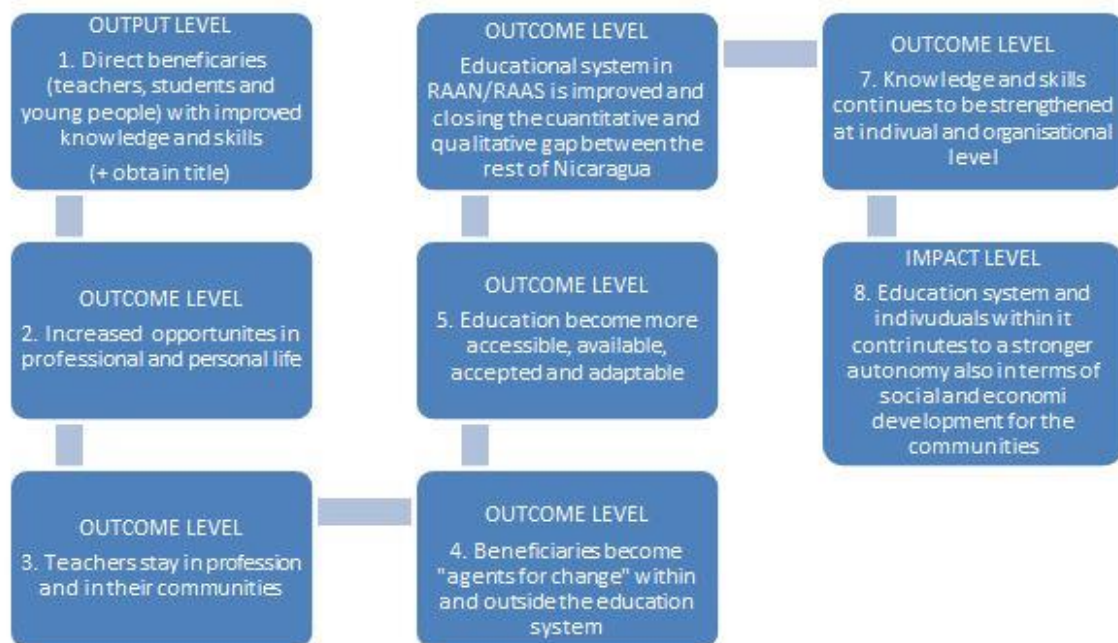 OUTPUT LEVEL
1. Direct beneficaries
(teachers, students and
young people) with improved
knowledge and skills
(+ obtain title)
OUTCOME LEVEL
2. Increased opportunites in
professional and personal life
OUTCOME LEVEL
3. Teachers stay in profession
and in their communities
OUTCOME LEVEL
4. Beneficiaries become
"agents for change" within
and outside the education
system
OUTCOME LEVEL
5. Education become more
accessible, available,
accepted and adaptable
OUTCOME LEVEL
Educational system in
RAAN/RAAS is improved and
closing the cuantitative and
qualitative gap between the
rest of Nicaragua
OUTCOME LEVEL
7. Knowledge and skills
continues to be strengthened
at indivual and organisational
level
IMPACT LEVEL
8. Education system and
indivuduals within it
contrinutes to a stronger
autonomy also in terms of
social and economi
development for the
communities